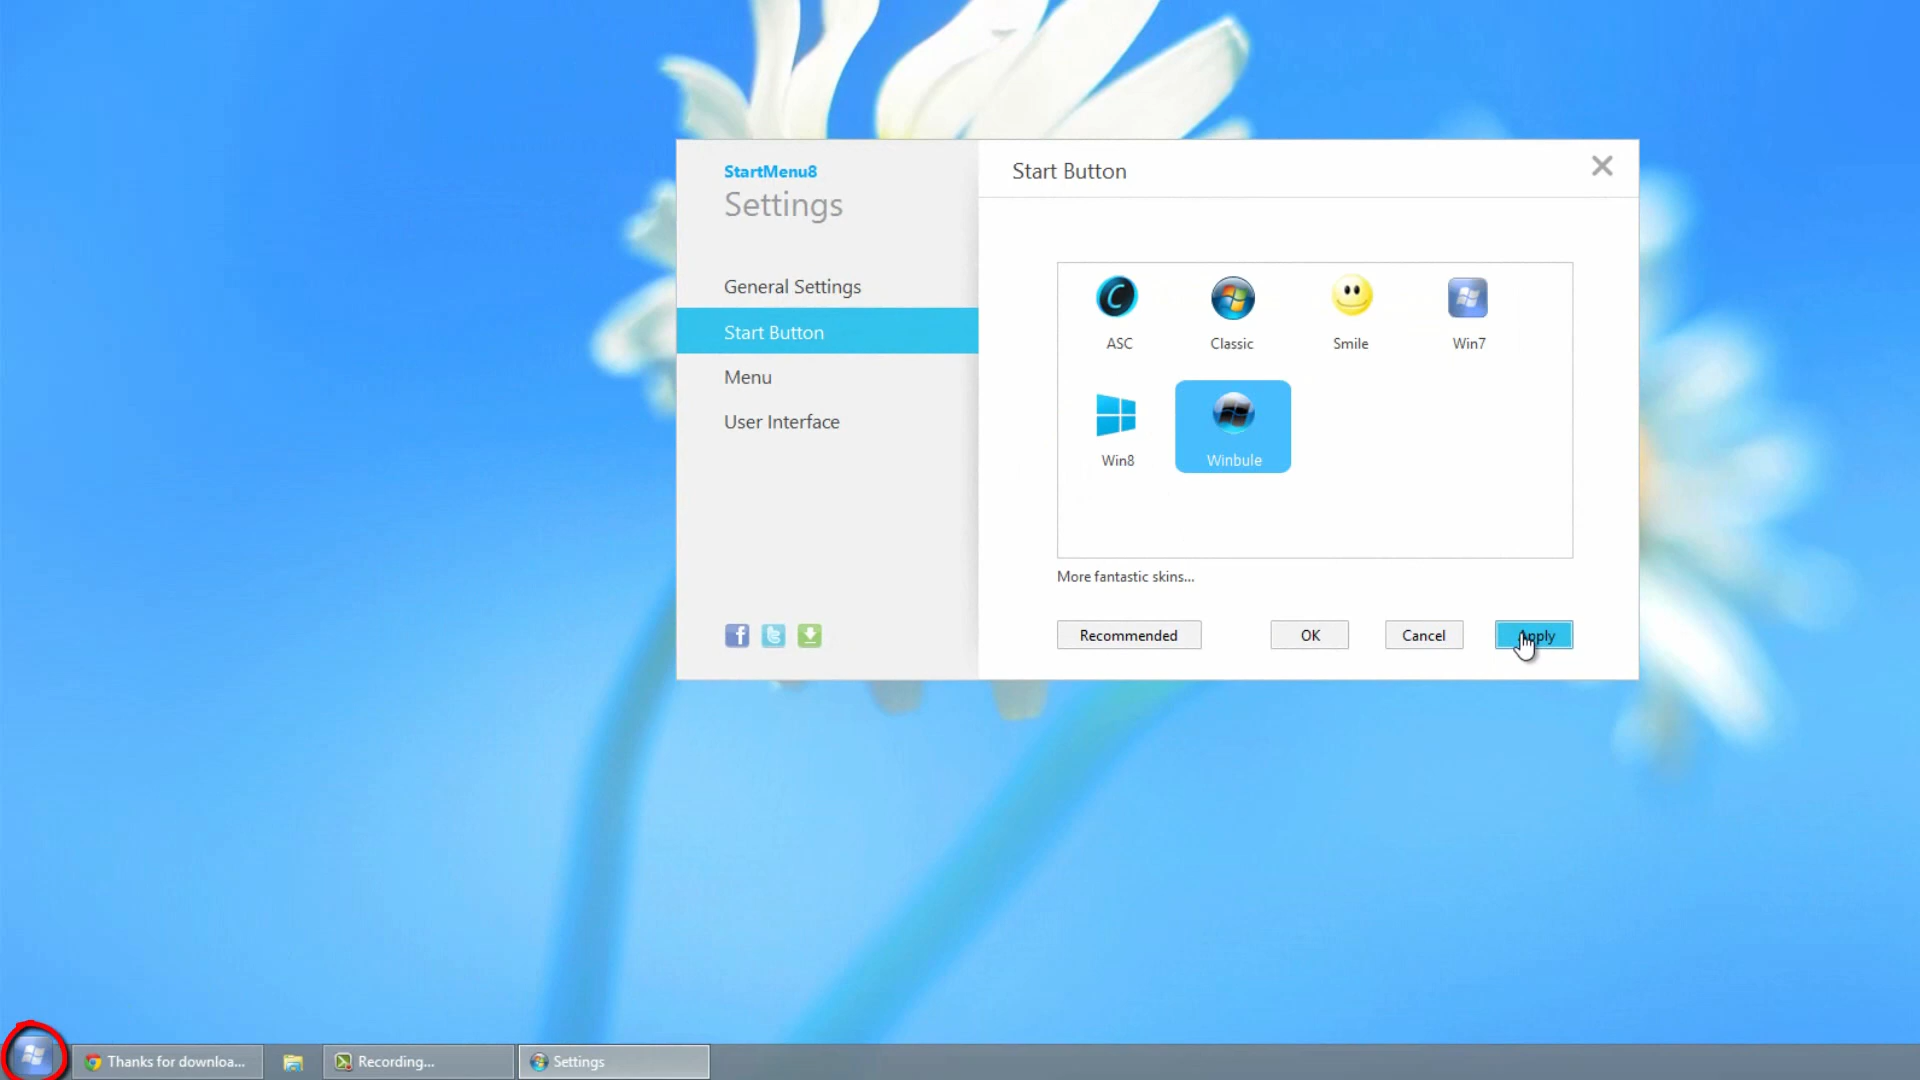 StartMenu8
Settings
General Settings
Start Button
Menu
User Interface
Start Button
ASC
Classic
Smile
Win7
Win8
Winbule
More fantastic skins...
Recommended
OK
Cancel
Apply
Thanks for downloa...
Recording...
Settings